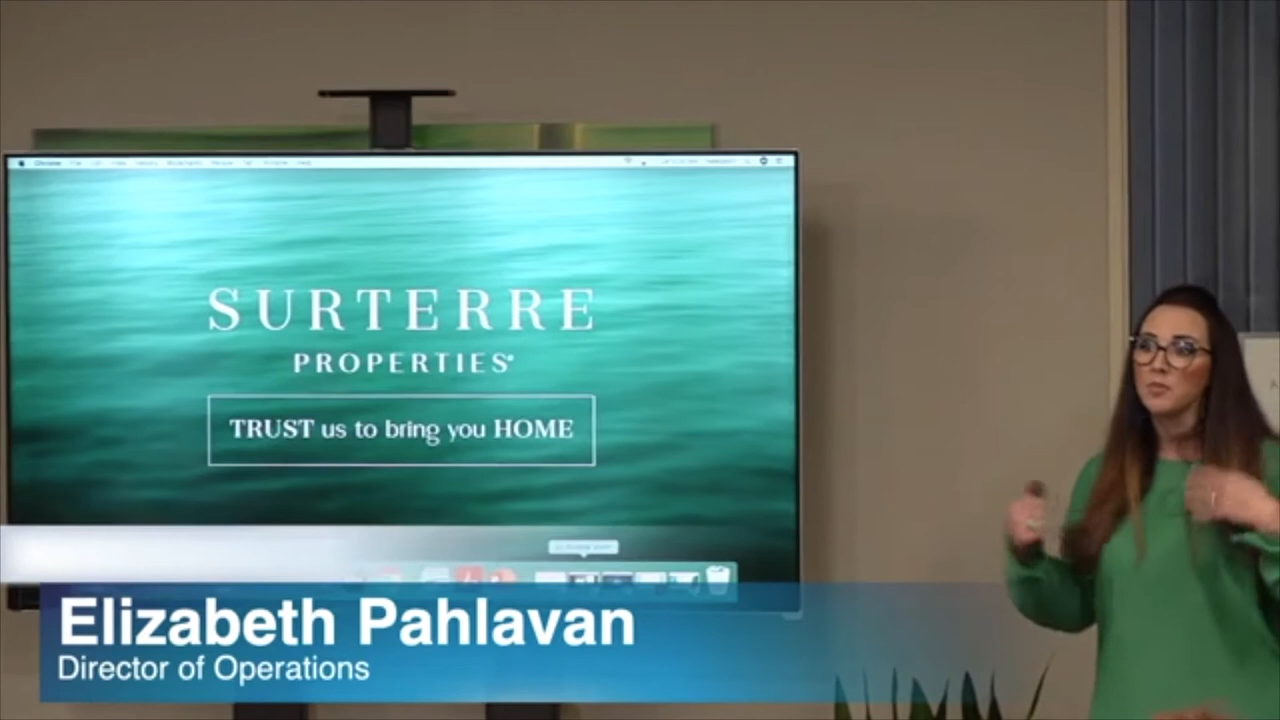 SURTERRE
PROPERTIES®
TRUST us to bring you HOME
Elizabeth Pahlavan
Director of Operations